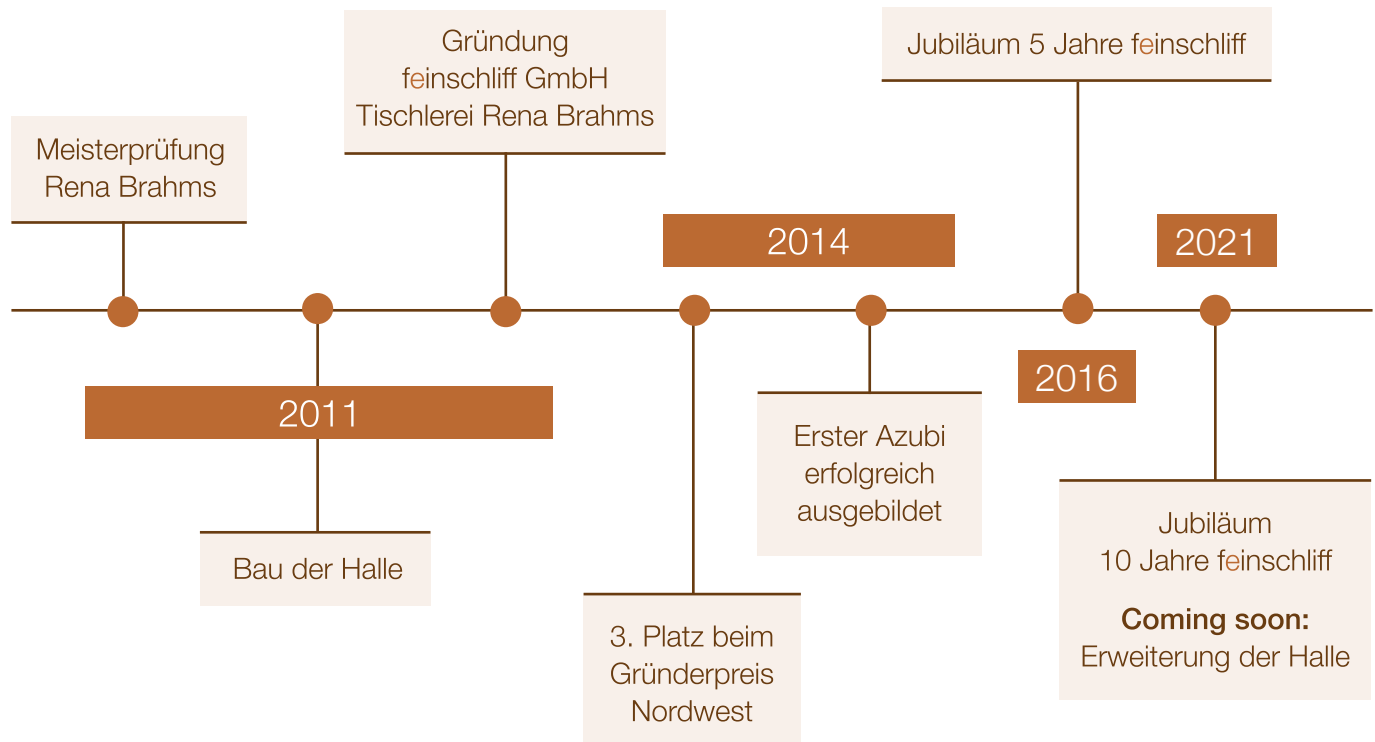 Meisterprüfung
Rena Brahms
2011
Bau der Halle
Gründung
feinschliff GmbH
Tischlerei Rena Brahms
2014
3. Platz beim
Gründerpreis
Nordwest
Erster Azubi
erfolgreich
ausgebildet
Jubiläum 5 Jahre feinschliff
2016
2021
Jubiläum
10 Jahre feinschliff
Coming soon:
Erweiterung der Halle